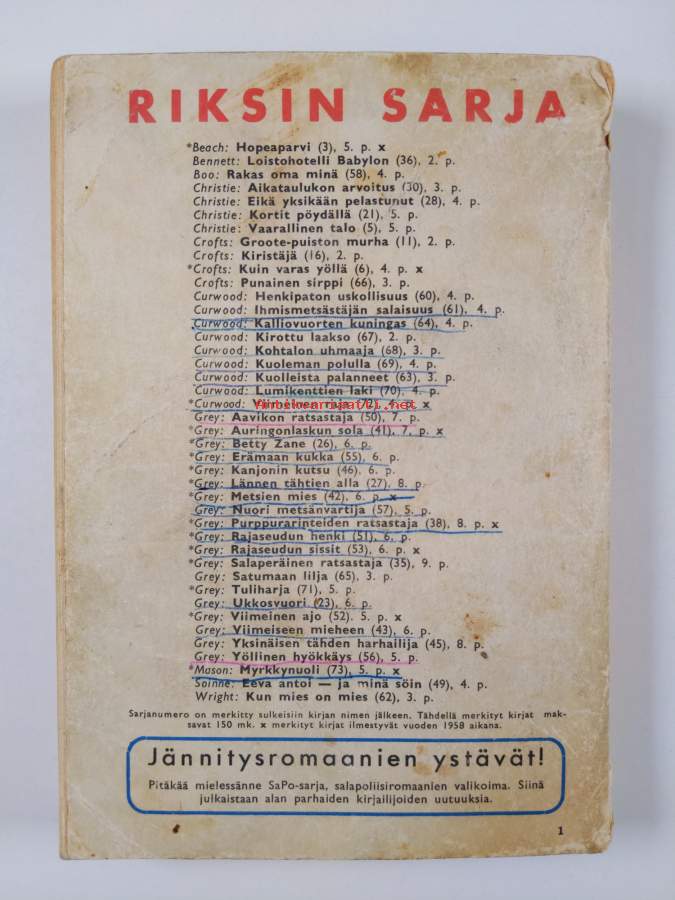 RIKSIN SARJA
*Beach: Hopeaparvi (3), 5. p. x
Bennett: Loistohotelli Babylon (36), 2. p.
Boo: Rakas oma minä (58), 4. p.
Christie: Aikataulukon arvoitus (30), 3. p.
Christie: Eikä yksikään pelastunut (28), 4. p.
Christie: Kortit pöydällä (21), 5. p.
Christie: Vaarallinen talo (5), 5. p.
Crofts: Groote-puiston murha (11), 2. p.
Crofts: Kiristäjä (16), 2. p.
*Crofts: Kuin varas yöllä (6), 4. p. x
Crofts: Punainen sirppi (66), 3. p.
Curwood: Henkipaton uskollisuus (60), 4. p.
Curwood: Ihmismetsästäjän salaisuus (61), 4. p.
Curwood: Kalliovuorten kuningas (64), 4. p.
Curwood: Kirottu laakso (67), 2. p.
Curwood: Kohtalon uhmaaja (68), 3. p.
Curwood: Kuoleman polulla (69), 4. p.
Curwood: Kuolleista palanneet (63), 3. p.
Curwood: Lumikenttien laki (70), 4. p.
*Curwood: Viimeinen raja (72), 4. p. x
Grey: Aavikon ratsastaja (50), 7. p.
*Grey: Auringonlaskun sola (41), 7. p. x
*Grey: Betty Zane (26), 6. p.
*Grey: Erämaan kukka (55), 6. p.
*Grey: Kanjonin kutsu (46), 6. p.
*Grey: Lännen tähtien alla (27), 8. p.
*Grey: Metsien mies (42), 6. p. x
Grey: Nuori metsänvartija (57), 5. p.
*Grey: Purppurarinteiden ratsastaja (38), 8. p. x
*Grey: Rajaseudun henki (51), 6. p.
*Grey: Rajaseudun sissit (53), 6. p. x
*Grey: Salaperäinen ratsastaja (35), 9. p.
Grey: Satumaan lilja (65), 3. p.
*Grey: Tuliharja (71), 5. p.
Grey: Ukkosvuori (23), 6. p.
*Grey: Viimeinen ajo (52), 5. p. x
Grey: Viimeiseen mieheen (43), 6. p.
Grey: Yksinäisen tähden harhailija (45), 8. p.
Grey: Yöllinen hyökkäys (56), 5. p.
*Mason: Myrkkynuoli (73), 5. p. x
Soinne: Eeva antoi — ja minä söin (49), 4. p.
Wright: Kun mies on mies (62), 3. p.
Sarjanumero on merkitty sulkeisiin kirjan nimen jälkeen. Tähdellä merkityt kirjat mak-
savat 150 mk. x merkityt kirjat ilmestyvät vuoden 1958 aikana.
Jännitysromaanien ystävät!
Pitäkää mielessänne SaPo-sarja, salapoliisiromaanien valikoima. Siinä
julkaistaan alan parhaiden kirjailijoiden uutuuksia.
1